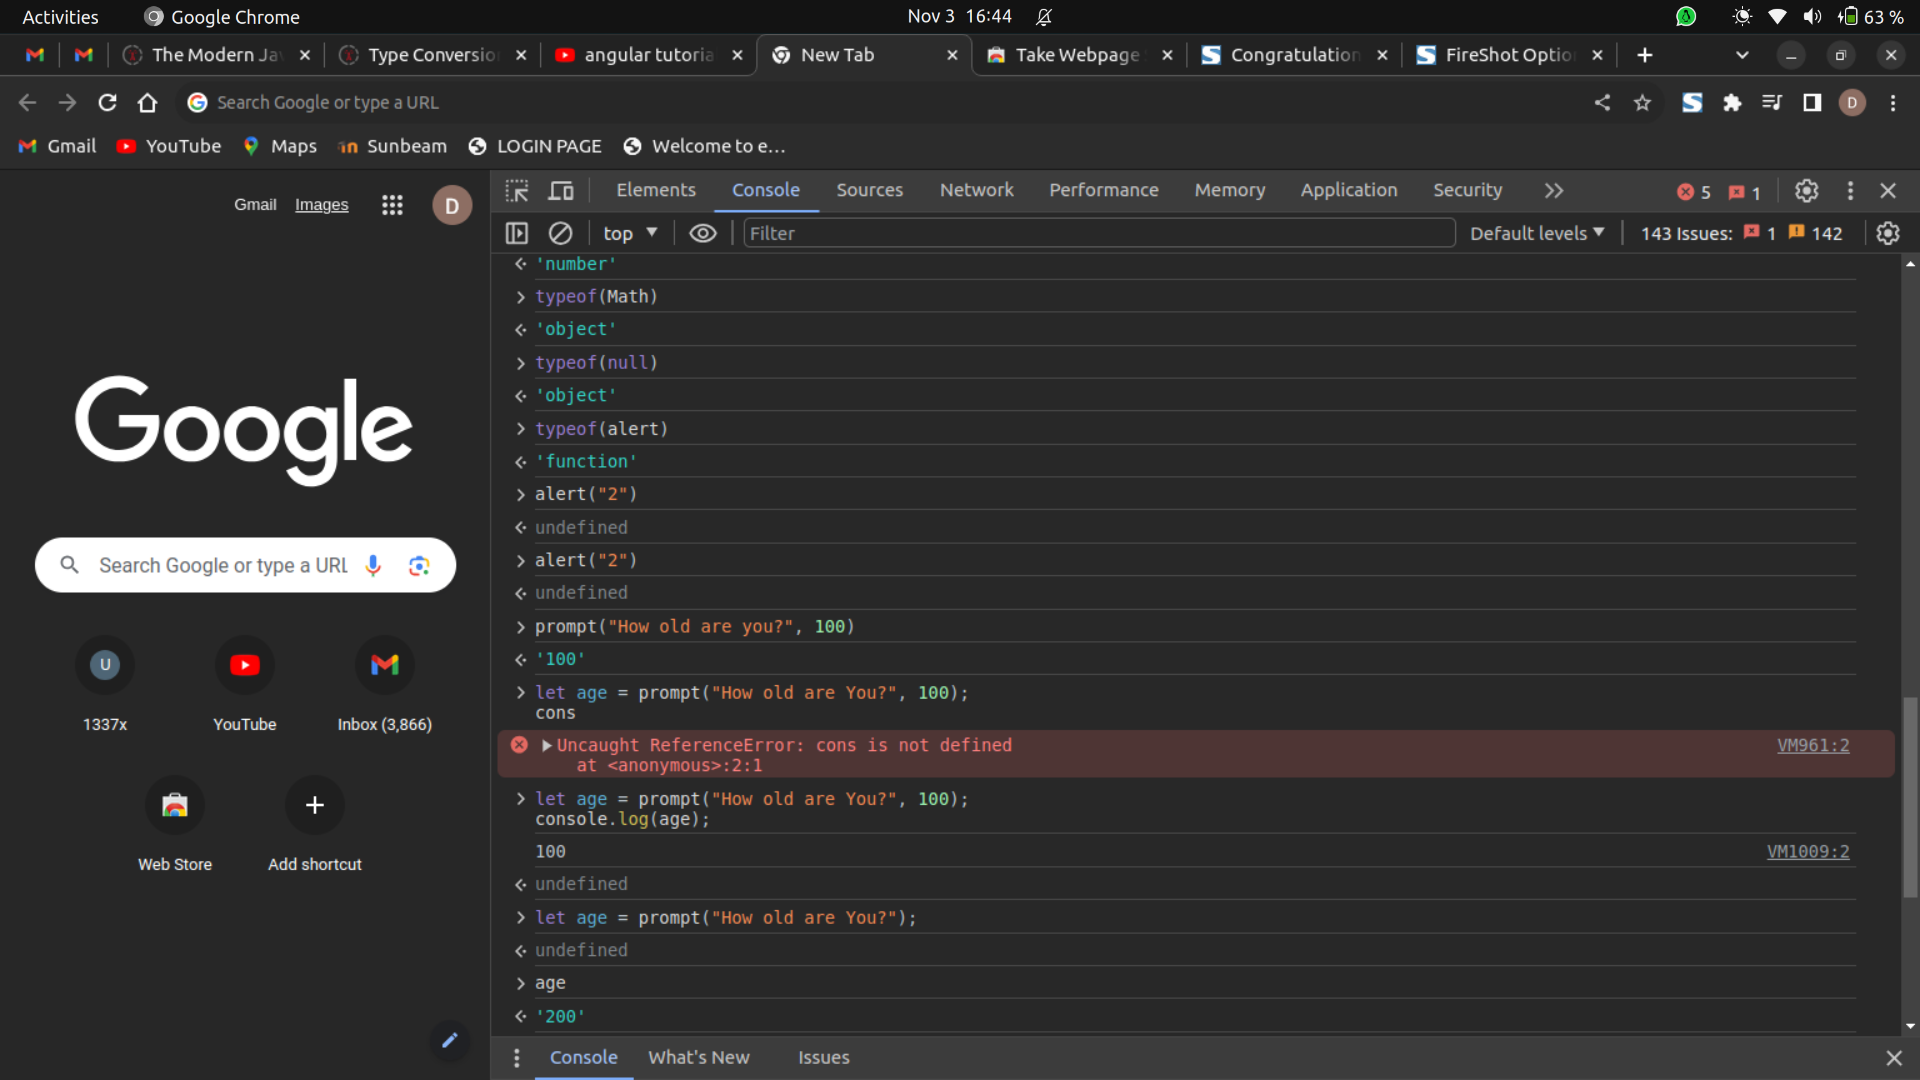 Activities
Google Chrome
Nov 3 16:44
63 %
The Modern Ja
Type Conversio
angular tutoria
New Tab
Take Webpage
Congratulation
FireShot Optio
Search Google or type a URL
D
Gmail
YouTube
Maps
Sunbeam
LOGIN PAGE
Welcome to e...
Gmail
Images
D
Google
Search Google or type a URL
U
1337x
YouTube
Inbox (3,866)
Web Store
Add shortcut
Elements
Console
Sources
Network
Performance
Memory
Application
Security
5
1
top
Filter
Default levels
143 Issues:
1
142
'number'
typeof(Math)
'object'
typeof(null)
'object'
typeof(alert)
'function'
alert("2")
undefined
alert("2")
undefined
prompt("How old are you?", 100)
'100'
let age = prompt("How old are You?", 100);
cons
Uncaught ReferenceError: cons is not defined
VM961:2
at <anonymous>:2:1
let age = prompt("How old are You?", 100);
console.log(age);
100
VM1009:2
undefined
let age = prompt("How old are You?");
undefined
age
'200'
Console
What's New
Issues